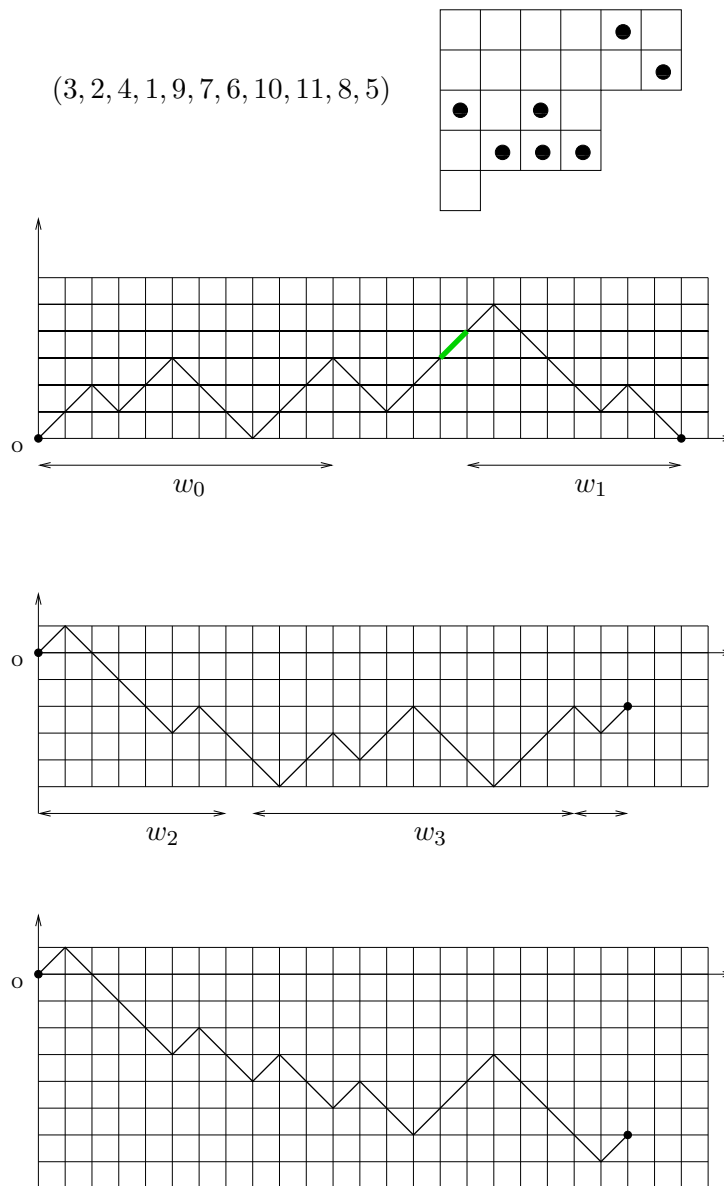 (3, 2, 4, 1, 9, 7, 6, 10, 11, 8, 5)
O
w₀ w₁
O
w₂ w₃
O